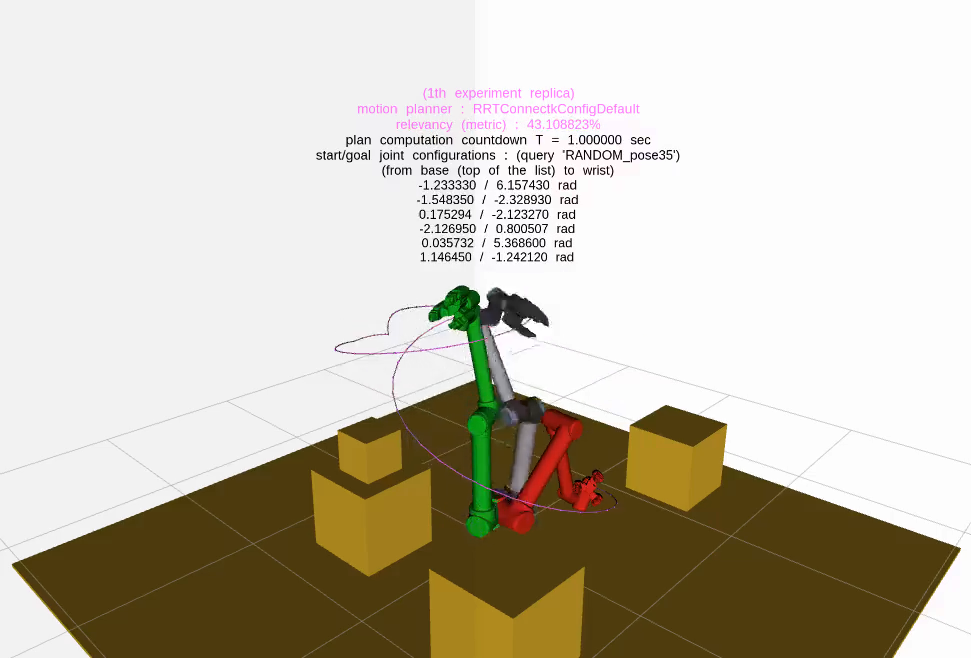 (1th experiment replica)
motion planner : RRTConnectkConfigDefault
relevancy (metric) : 43.108823%
plan computation countdown T = 1.000000 sec
start/goal joint configurations : (query 'RANDOM_pose35')
(from base (top of the list) to wrist)
-1.233330 / 6.157430 rad
-1.548350 / -2.328930 rad
0.175294 / -2.123270 rad
-2.126950 / 0.800507 rad
0.035732 / 5.368600 rad
1.146450 / -1.242120 rad